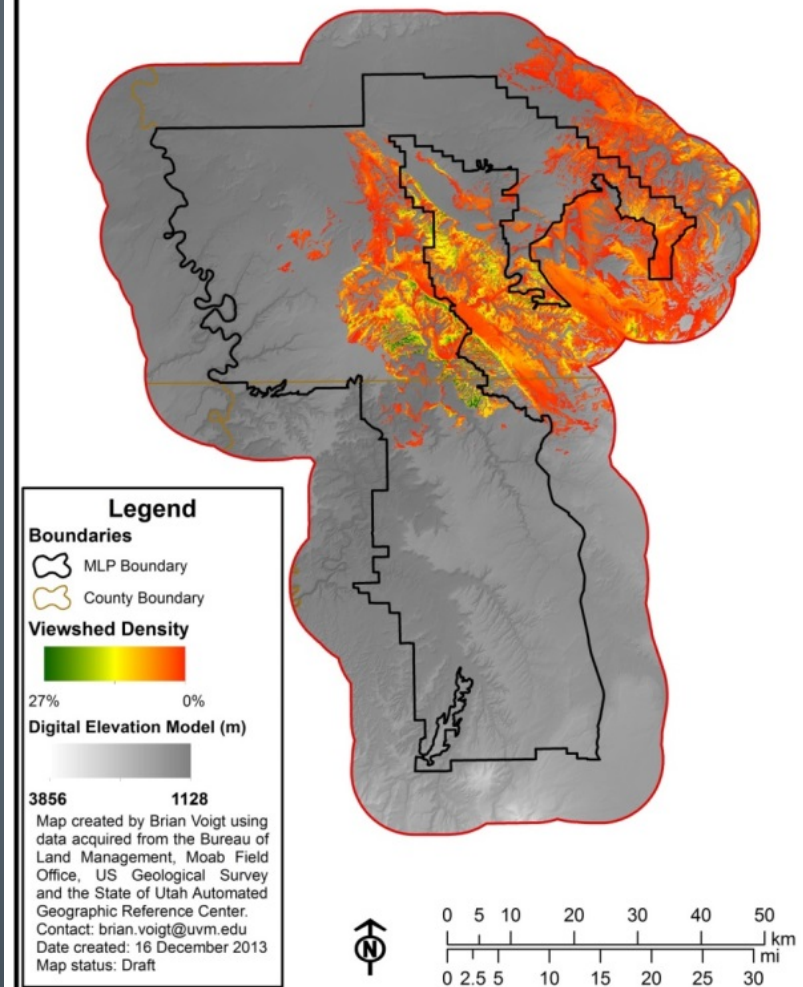 Legend
Boundaries
MLP Boundary
County Boundary
Viewshed Density
27% 0%
Digital Elevation Model (m)
3856 1128
Map created by Brian Voigt using
data acquired from the Bureau of
Land Management, Moab Field
Office, US Geological Survey
and the State of Utah Automated
Geographic Reference Center.
Contact: brian.voigt@uvm.edu
Date created: 16 December 2013
Map status: Draft
N
0 5 10 20 30 40 50
km
mi
0 2.5 5 10 15 20 25 30